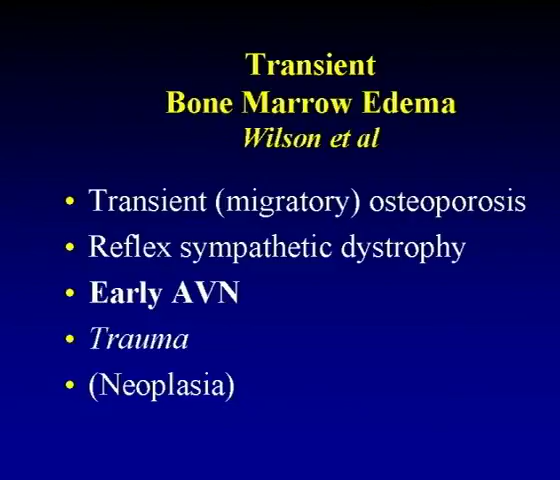 Transient
Bone Marrow Edema
Wilson et al
• Transient (migratory) osteoporosis
• Reflex sympathetic dystrophy
• Early AVN
• Trauma
• (Neoplasia)